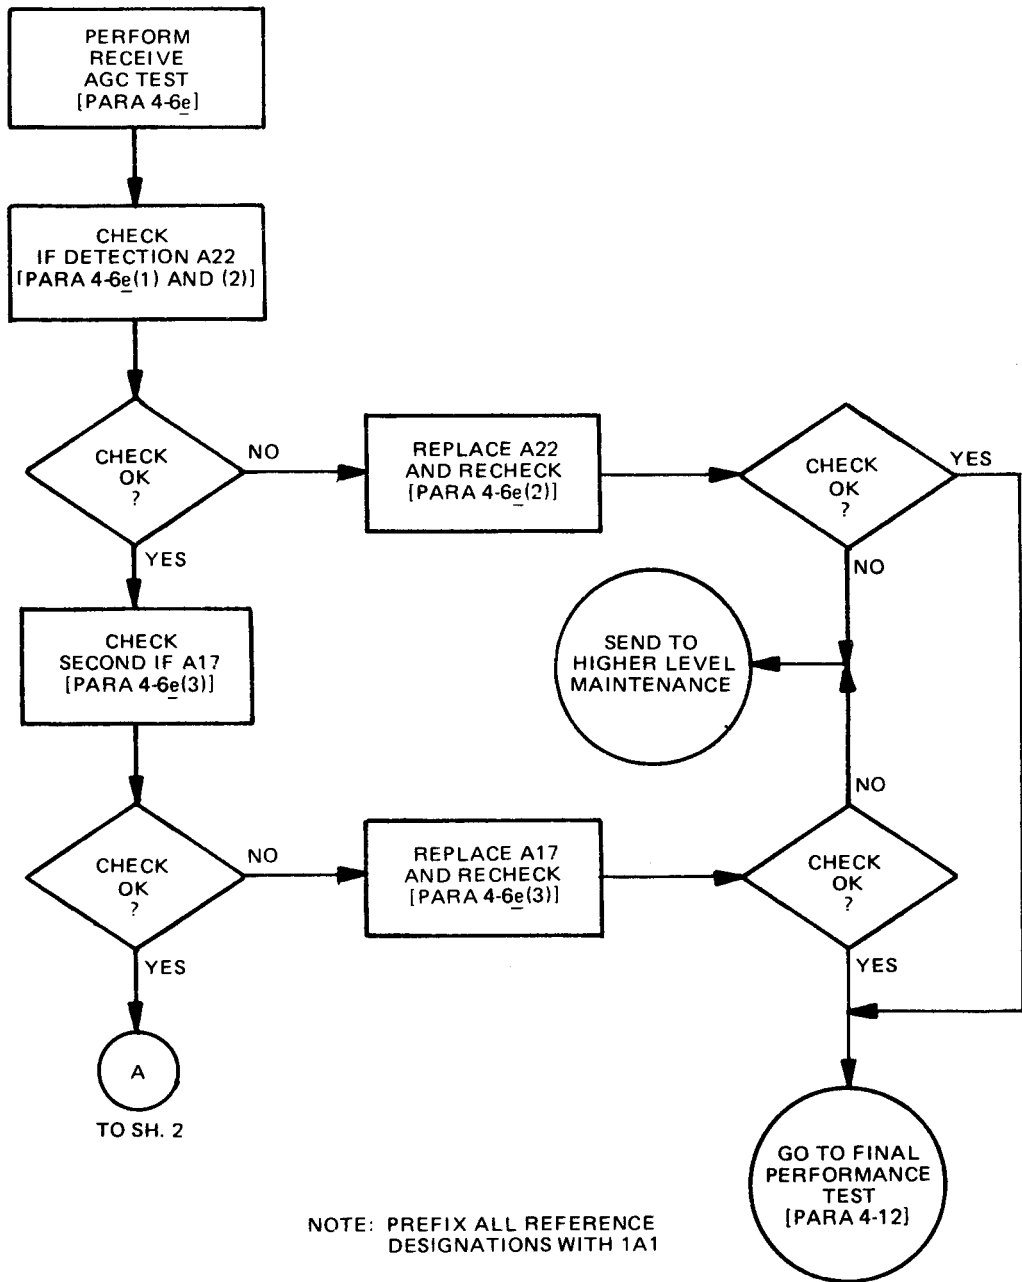 PERFORM
RECEIVE
AGC TEST
[PARA 4-6e]
CHECK
IF DETECTION A22
[PARA 4-6e(1) AND (2)]
CHECK
OK
?
NO
YES
REPLACE A22
AND RECHECK
[PARA 4-6e(2)]
CHECK
OK
?
YES
NO
SEND TO
HIGHER LEVEL
MAINTENANCE
CHECK
SECOND IF A17
[PARA 4-6e(3)]
CHECK
OK
?
NO
YES
REPLACE A17
AND RECHECK
[PARA 4-6e(3)]
NO
CHECK
OK
?
YES
A
TO SH. 2
GO TO FINAL
PERFORMANCE
TEST
[PARA 4-12]
NOTE: PREFIX ALL REFERENCE
DESIGNATIONS WITH 1A1